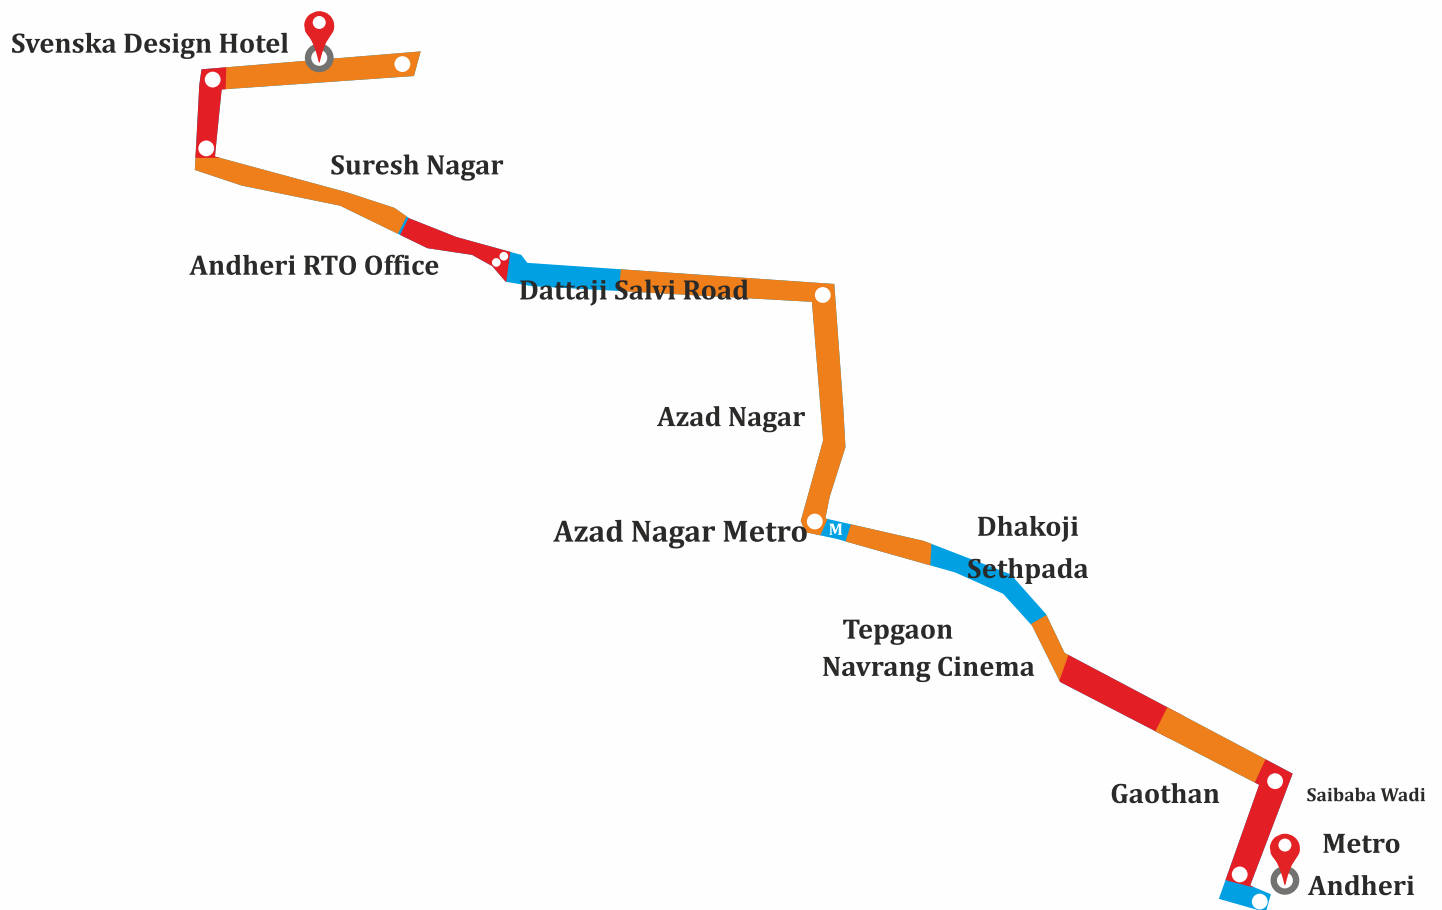 Svenska Design Hotel
Suresh Nagar
Andheri RTO Office
Dattaji Salvi Road
Azad Nagar
Azad Nagar Metro
M
Dhakoji
Sethpada
Tepgaon
Navrang Cinema
Gaothan
Saibaba Wadi
Metro
Andheri